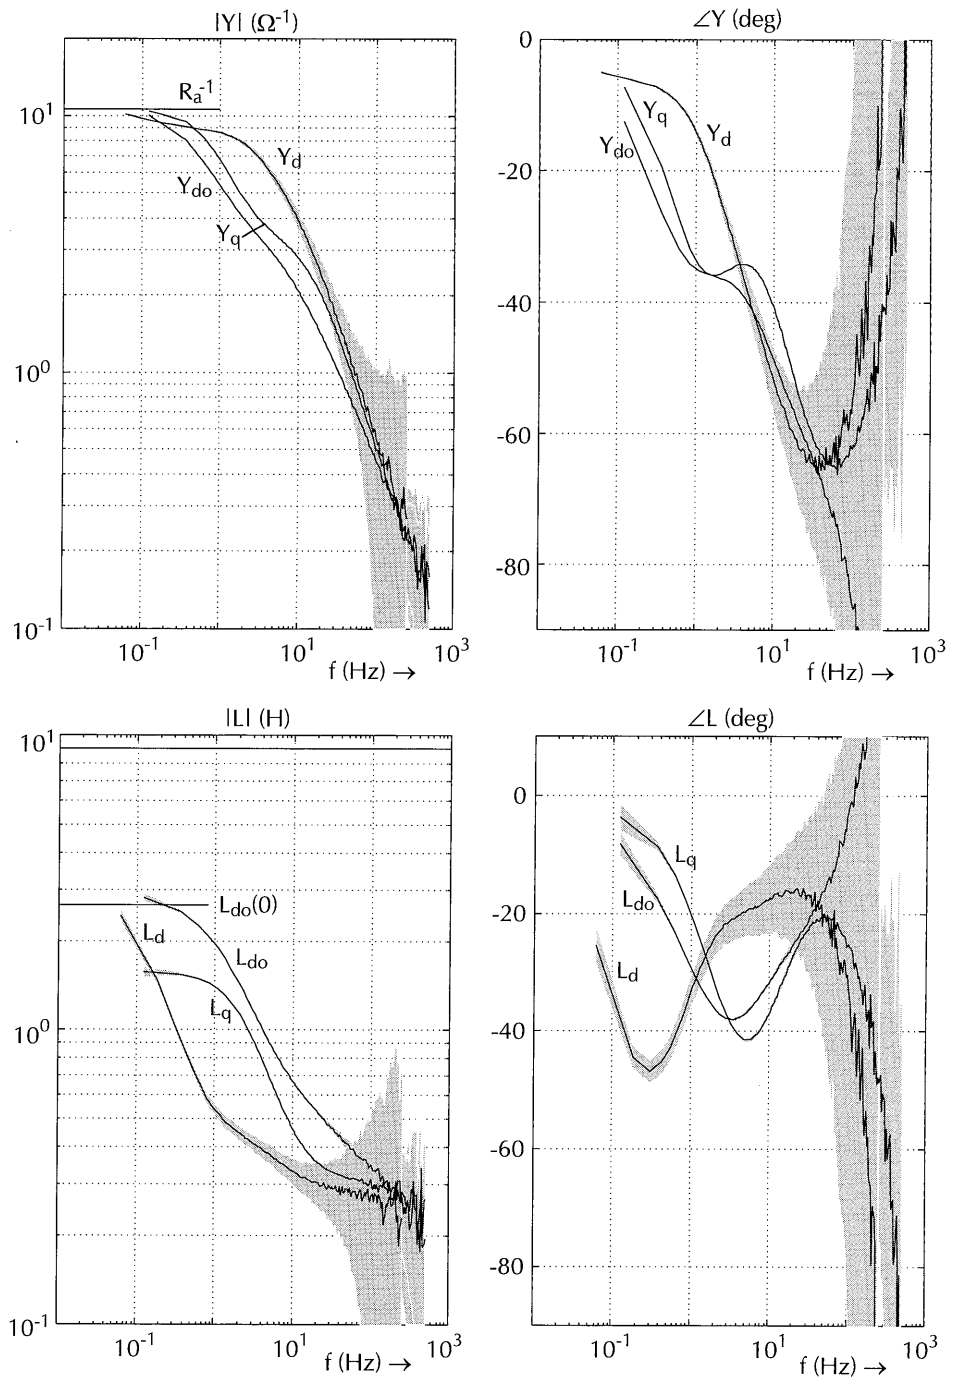 |Y| (Ω⁻¹)
10¹
10⁰
10⁻¹
Rₐ⁻¹
Y_d
Y_do
Y_q
10⁻¹ 10¹ 10³
f (Hz) →
∠Y (deg)
0
-20
-40
-60
-80
Y_q
Y_do
Y_d
10⁻¹ 10¹ 10³
f (Hz) →
|L| (H)
10¹
10⁰
10⁻¹
L_do(0)
L_d
L_do
L_q
10⁻¹ 10¹ 10³
f (Hz) →
∠L (deg)
0
-20
-40
-60
-80
L_q
L_do
L_d
10⁻¹ 10¹ 10³
f (Hz) →